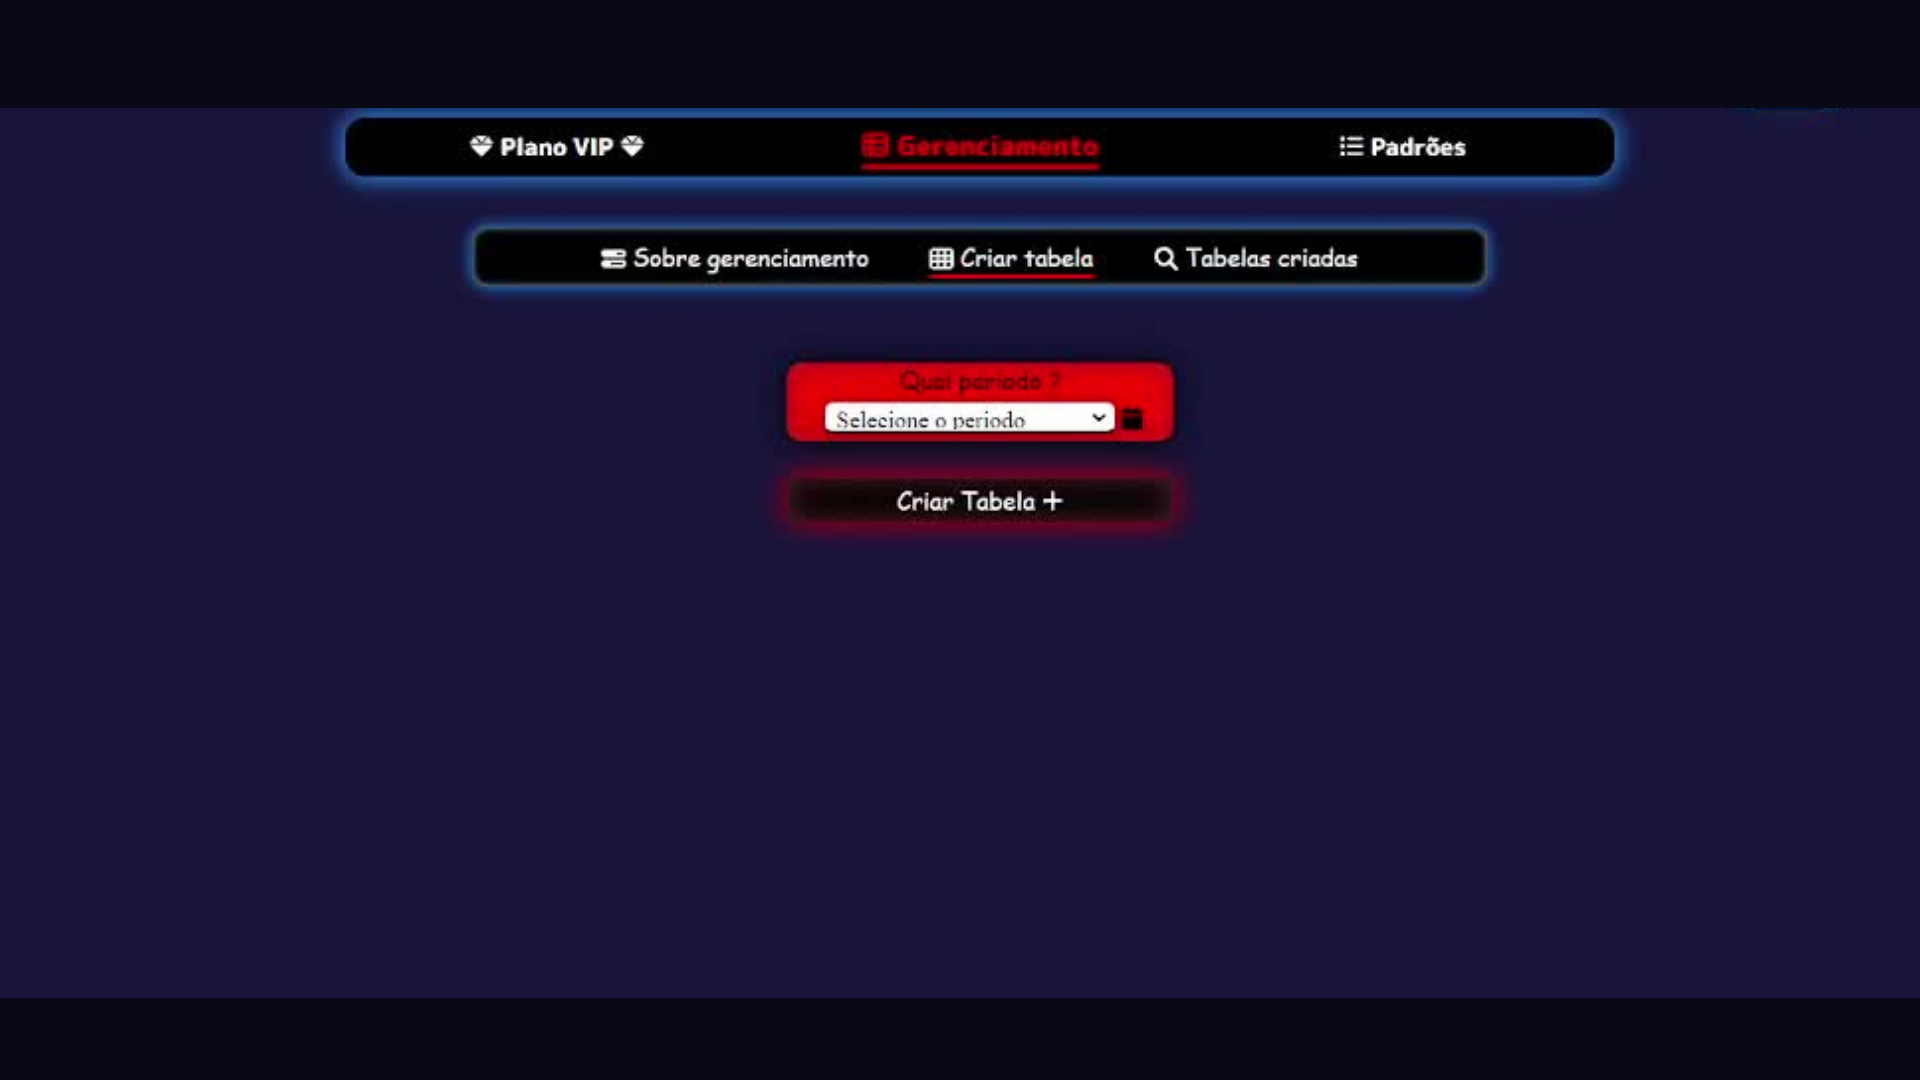 Plano VIP
Gerenciamento
Padrões
Sobre gerenciamento
Criar tabela
Tabelas criadas
Qual periodo ?
Selecione o periodo
Criar Tabela +